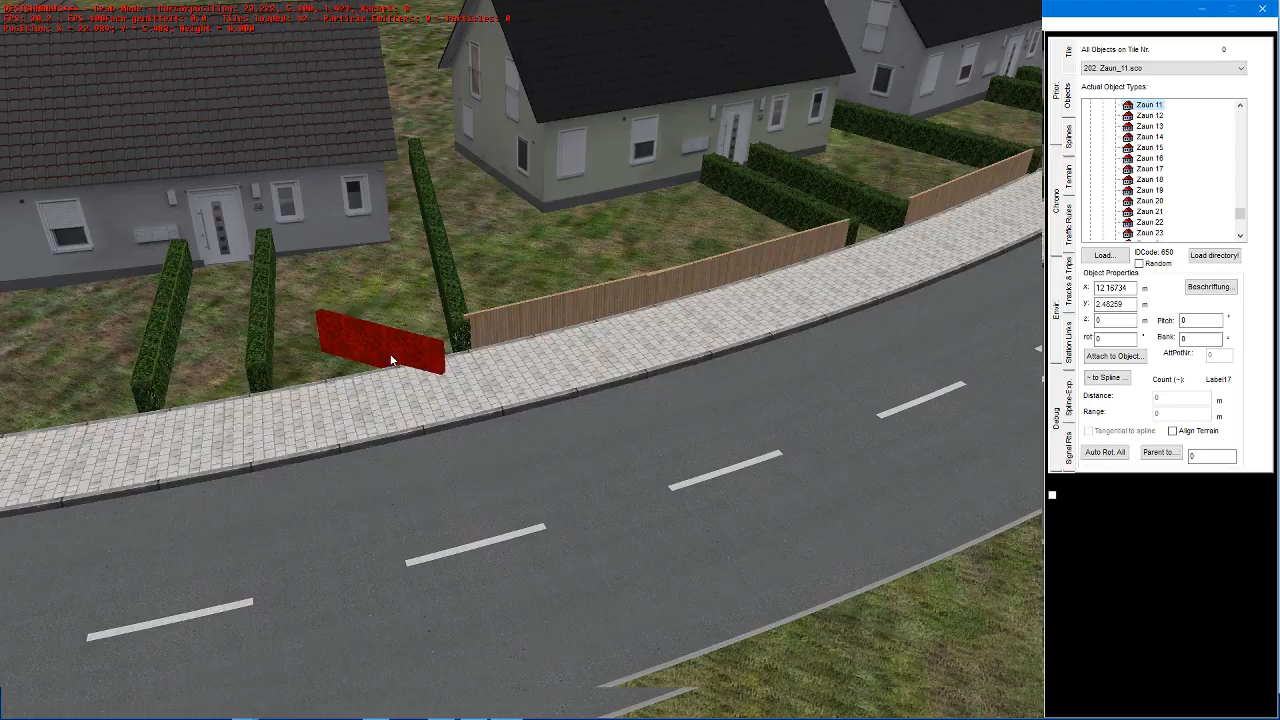 Tile
Objects
Splines
Terrain
Traffic Rules
Tracks & Trips
Station Links
Spline-Exp.
Signal Rts
Prior.
Chrono
Envir.
Debug
All Objects on Tile Nr. 0
202. Zaun_11.sco
Actual Object Types:
Zaun 11
Zaun 12
Zaun 13
Zaun 14
Zaun 15
Zaun 16
Zaun 17
Zaun 18
Zaun 19
Zaun 20
Zaun 21
Zaun 22
Zaun 23
Load... IDCode: 650 Load directory!
Random
Object Properties
x: 12.16734 m Beschriftung...
y: 2.48259 m
z: 0 m Pitch: 0 °
rot 0 ° Bank: 0 °
Attach to Object... AttPntNr.: 0
~ to Spline ... Count (~): Label17
Distance: 0 m
Range: 0 m
Tangential to spline Align Terrain
Auto Rot. All Parent to... 0